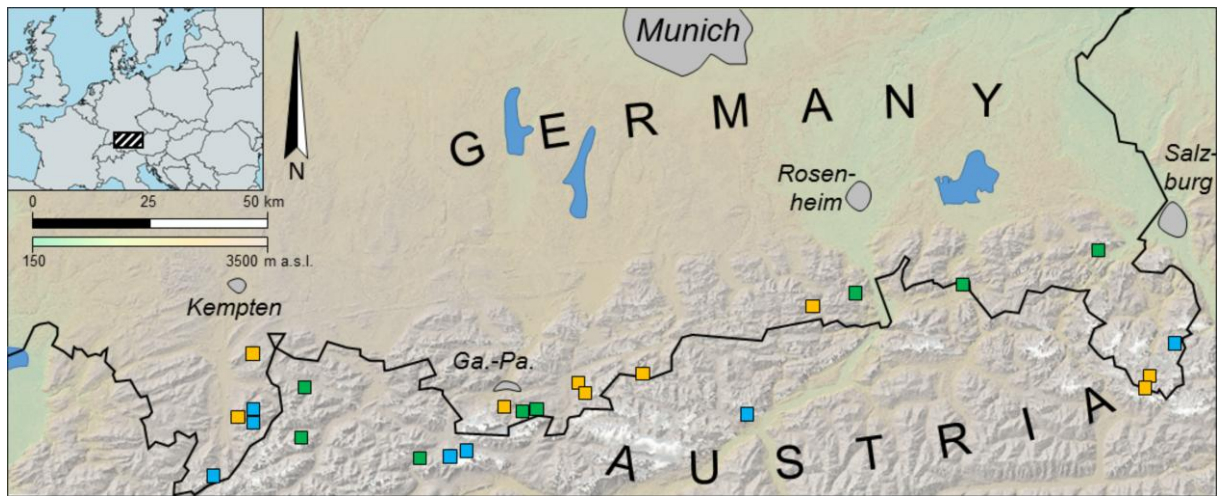 Munich
GERMANY
N
0 25 50 km
150 3500 m a.s.l.
Kempten
Rosen-
heim
Salz-
burg
Ga.-Pa.
AUSTRIA